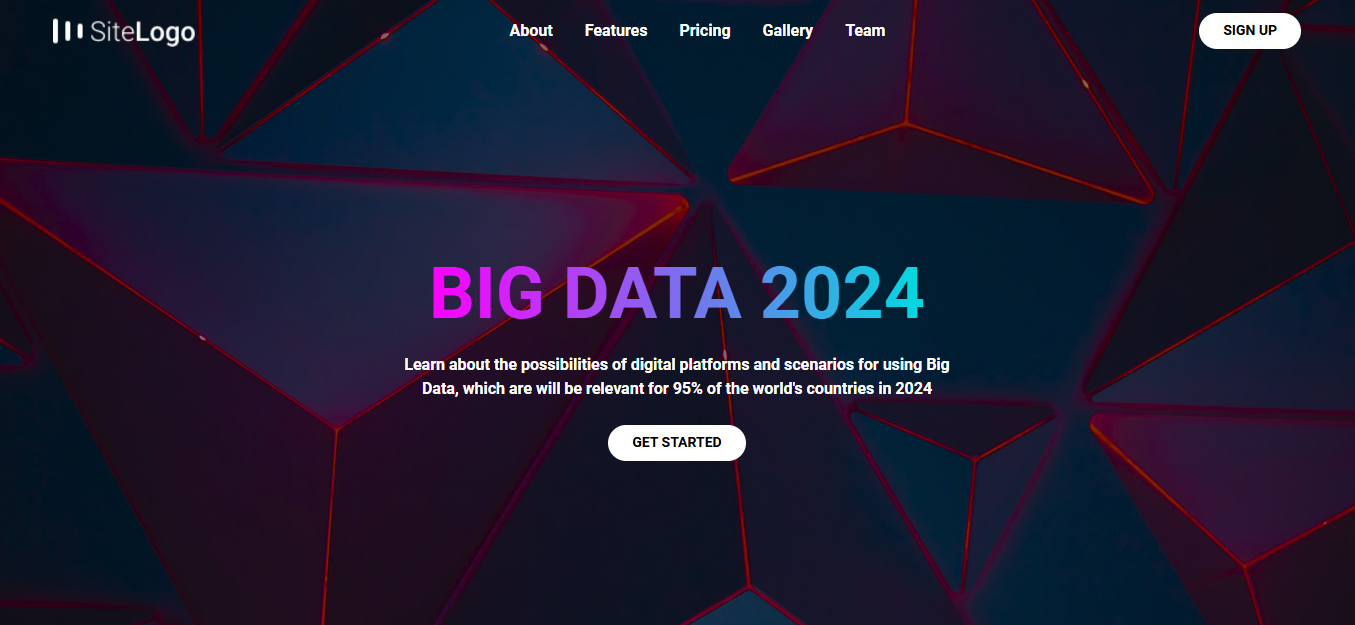 SiteLogo
About Features Pricing Gallery Team
SIGN UP
BIG DATA 2024
Learn about the possibilities of digital platforms and scenarios for using Big
Data, which are will be relevant for 95% of the world's countries in 2024
GET STARTED